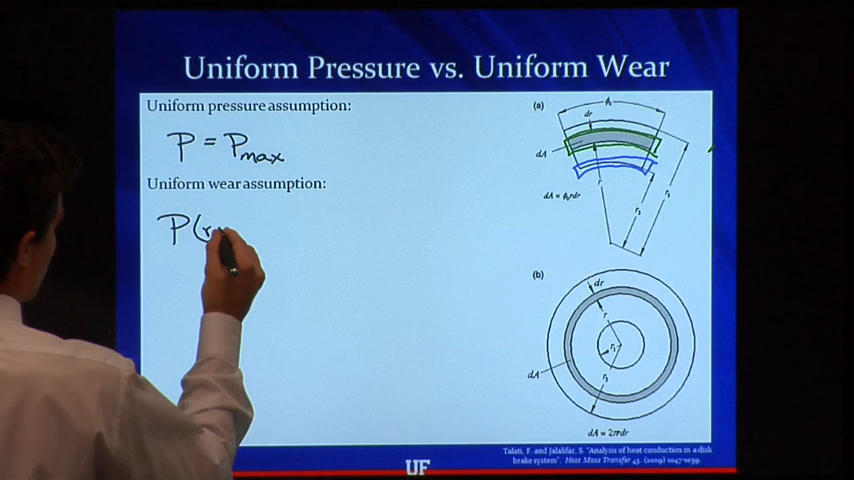 Uniform Pressure vs. Uniform Wear
Uniform pressure assumption:
P = Pmax
Uniform wear assumption:
P(r
(a)
dr
dA
r
dA = ϕ₀rdr
(b)
dr
r
dA
dA = 2πrdr
Talati, F. and Jalalifar, S. "Analysis of heat conduction in a disk
brake system". Heat Mass Transfer 45. (2009) 1047-1059.
UF